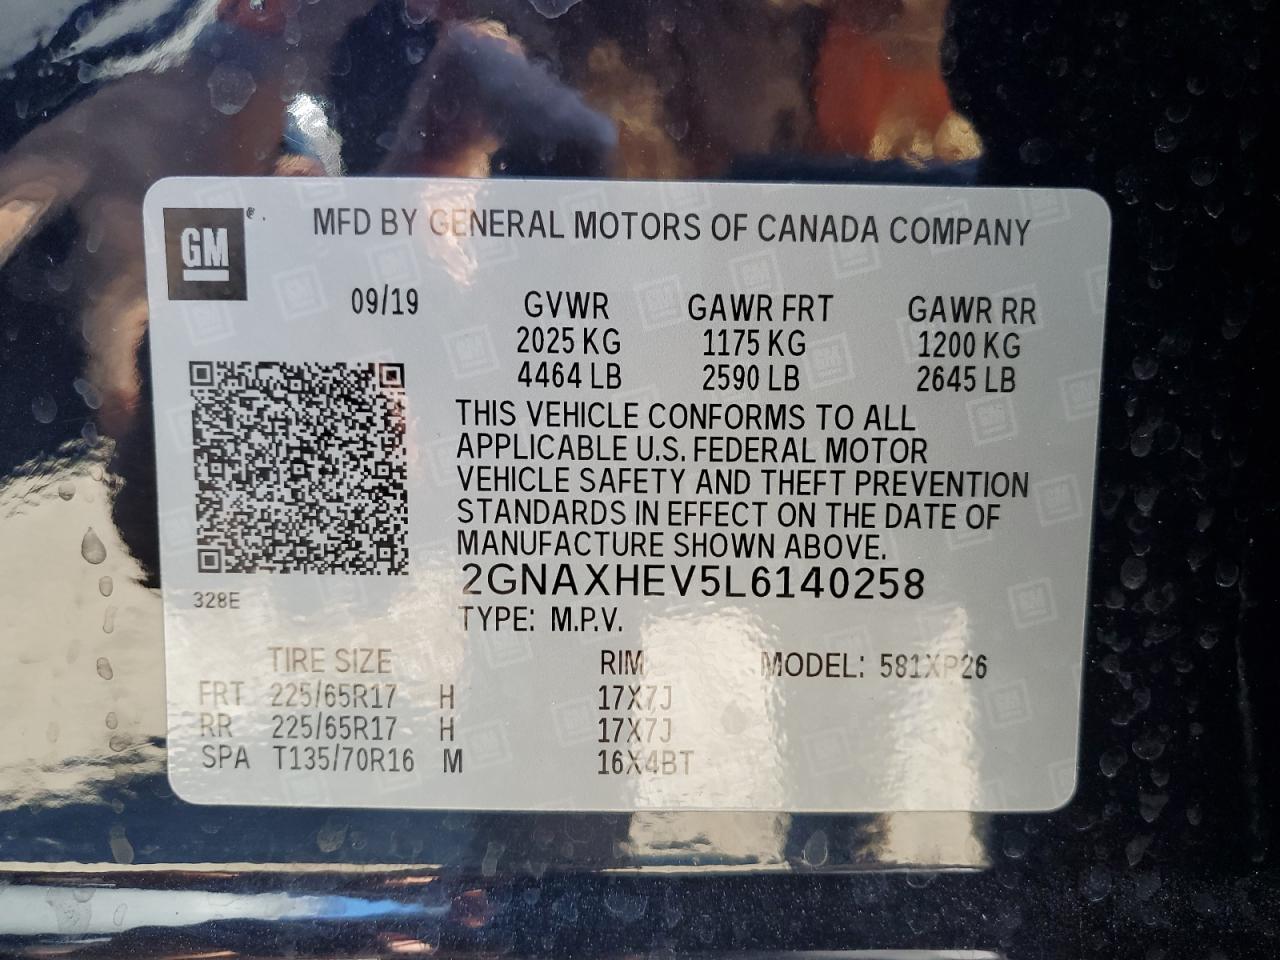 GM
MFD BY GENERAL MOTORS OF CANADA COMPANY
09/19 GVWR GAWR FRT GAWR RR
2025 KG 1175 KG 1200 KG
4464 LB 2590 LB 2645 LB
THIS VEHICLE CONFORMS TO ALL
APPLICABLE U.S. FEDERAL MOTOR
VEHICLE SAFETY AND THEFT PREVENTION
STANDARDS IN EFFECT ON THE DATE OF
MANUFACTURE SHOWN ABOVE.
2GNAXHEV5L6140258
328E
TYPE: M.P.V.
TIRE SIZE RIM MODEL: 581XP26
FRT 225/65R17 H 17X7J
RR 225/65R17 H 17X7J
SPA T135/70R16 M 16X4BT